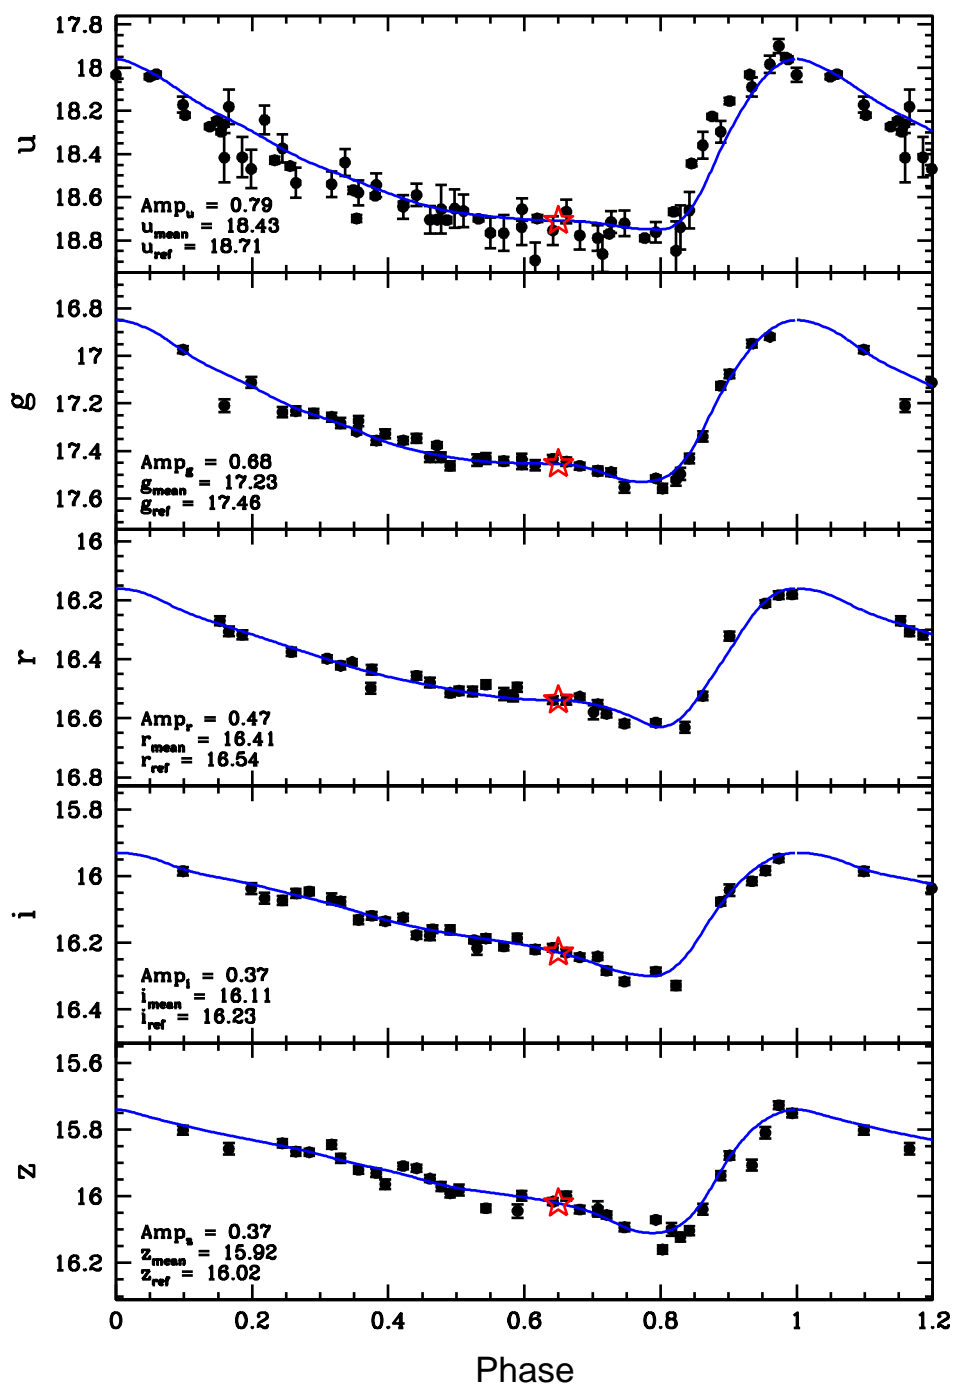 17.8
18
18.2
18.4
18.6
18.8
u
Amp_u = 0.79
u_mean = 18.43
u_ref = 18.71
16.8
17
17.2
17.4
17.6
g
Amp_g = 0.68
g_mean = 17.23
g_ref = 17.46
16
16.2
16.4
16.6
16.8
r
Amp_r = 0.47
r_mean = 16.41
r_ref = 16.54
15.8
16
16.2
16.4
i
Amp_i = 0.37
i_mean = 16.11
i_ref = 16.23
15.6
15.8
16
16.2
z
Amp_z = 0.37
z_mean = 15.92
z_ref = 16.02
0 0.2 0.4 0.6 0.8 1 1.2
Phase